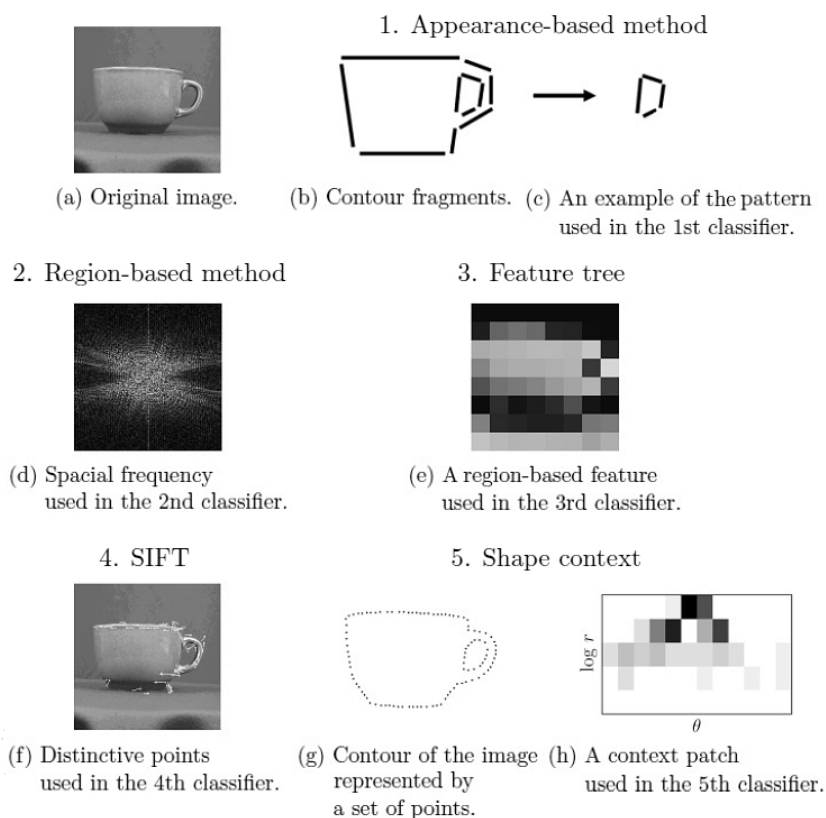 1. Appearance-based method
(a) Original image.
(b) Contour fragments.
(c) An example of the pattern
used in the 1st classifier.
2. Region-based method
3. Feature tree
(d) Spacial frequency
used in the 2nd classifier.
(e) A region-based feature
used in the 3rd classifier.
4. SIFT
5. Shape context
log r
θ
(f) Distinctive points
used in the 4th classifier.
(g) Contour of the image
represented by
a set of points.
(h) A context patch
used in the 5th classifier.